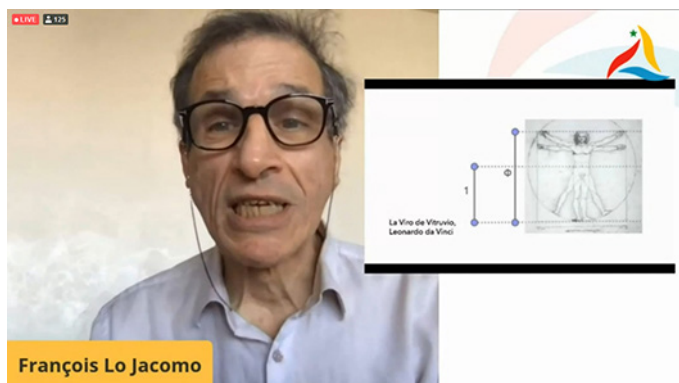 LIVE 125
1
Φ
La Viro de Vitruvio,
Leonardo da Vinci
François Lo Jacomo